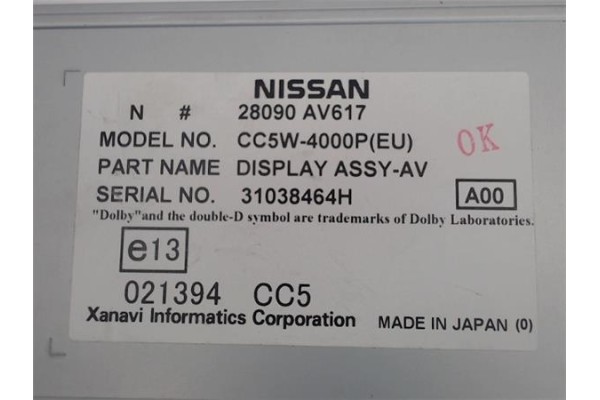 NISSAN
N # 28090 AV617
MODEL NO. CC5W-4000P(EU)
PART NAME DISPLAY ASSY-AV
SERIAL NO. 31038464H
OK
A00
"Dolby"and the double-D symbol are trademarks of Dolby Laboratories.
e13
021394 CC5
Xanavi Informatics Corporation MADE IN JAPAN (0)